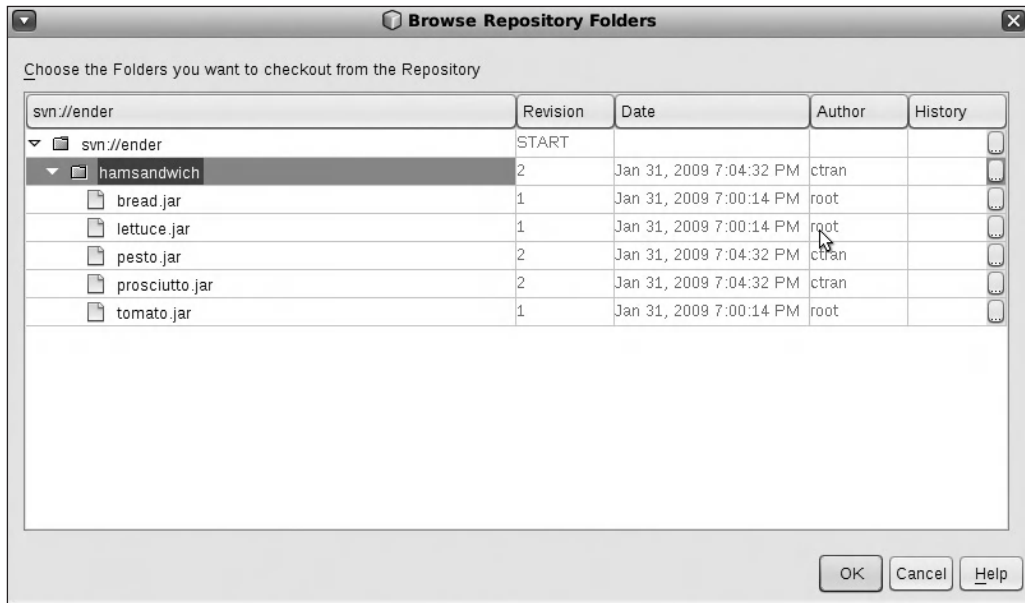 Browse Repository Folders
Choose the Folders you want to checkout from the Repository
svn://ender Revision Date Author History
svn://ender START ...
hamsandwich 2 Jan 31, 2009 7:04:32 PM ctran ...
bread.jar 1 Jan 31, 2009 7:00:14 PM root ...
lettuce.jar 1 Jan 31, 2009 7:00:14 PM root ...
pesto.jar 2 Jan 31, 2009 7:04:32 PM ctran ...
prosciutto.jar 2 Jan 31, 2009 7:04:32 PM ctran ...
tomato.jar 1 Jan 31, 2009 7:00:14 PM root ...
OK Cancel Help